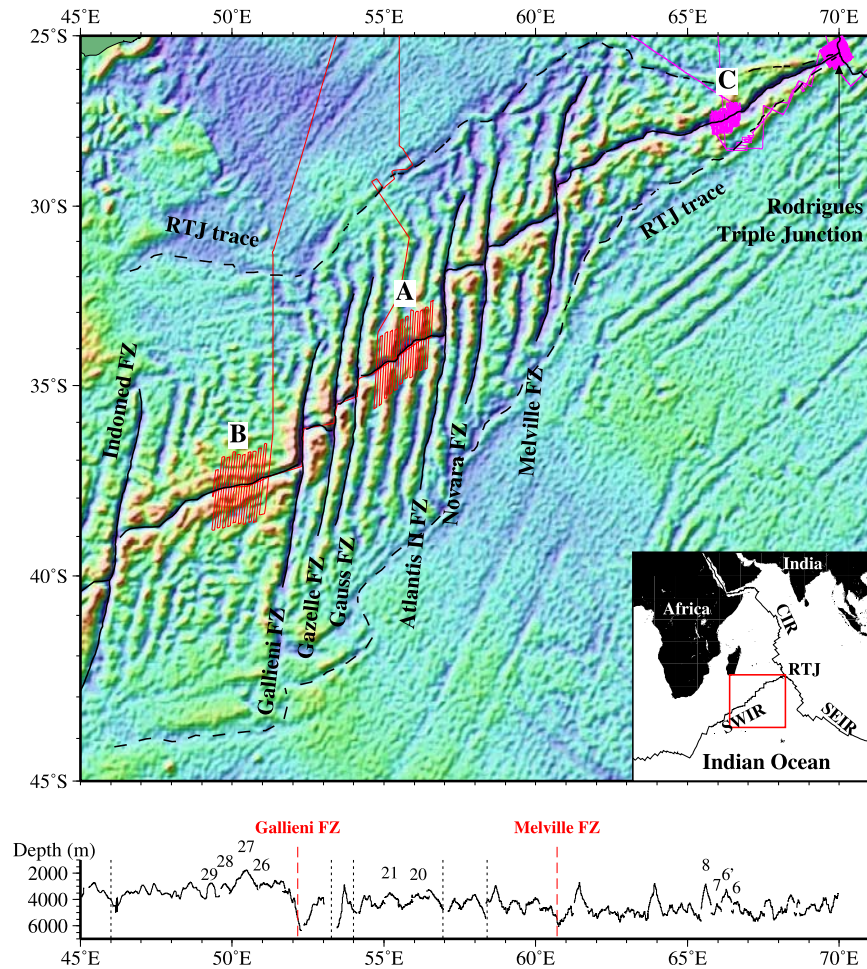 45°E 50°E 55°E 60°E 65°E 70°E
25°S
C
30°S
RTJ trace
RTJ trace
Rodrigues
Triple Junction
A
35°S
Indomed FZ
B
Melville FZ
Novara FZ
Atlantis II FZ
Gauss FZ
Gazelle FZ
Gallieni FZ
40°S
45°S
India
Africa
CIR
RTJ
SWIR
SEIR
Indian Ocean
Gallieni FZ Melville FZ
Depth (m)
2000
4000
6000
29 28 27 26 21 20 8 7 6' 6
45°E 50°E 55°E 60°E 65°E 70°E